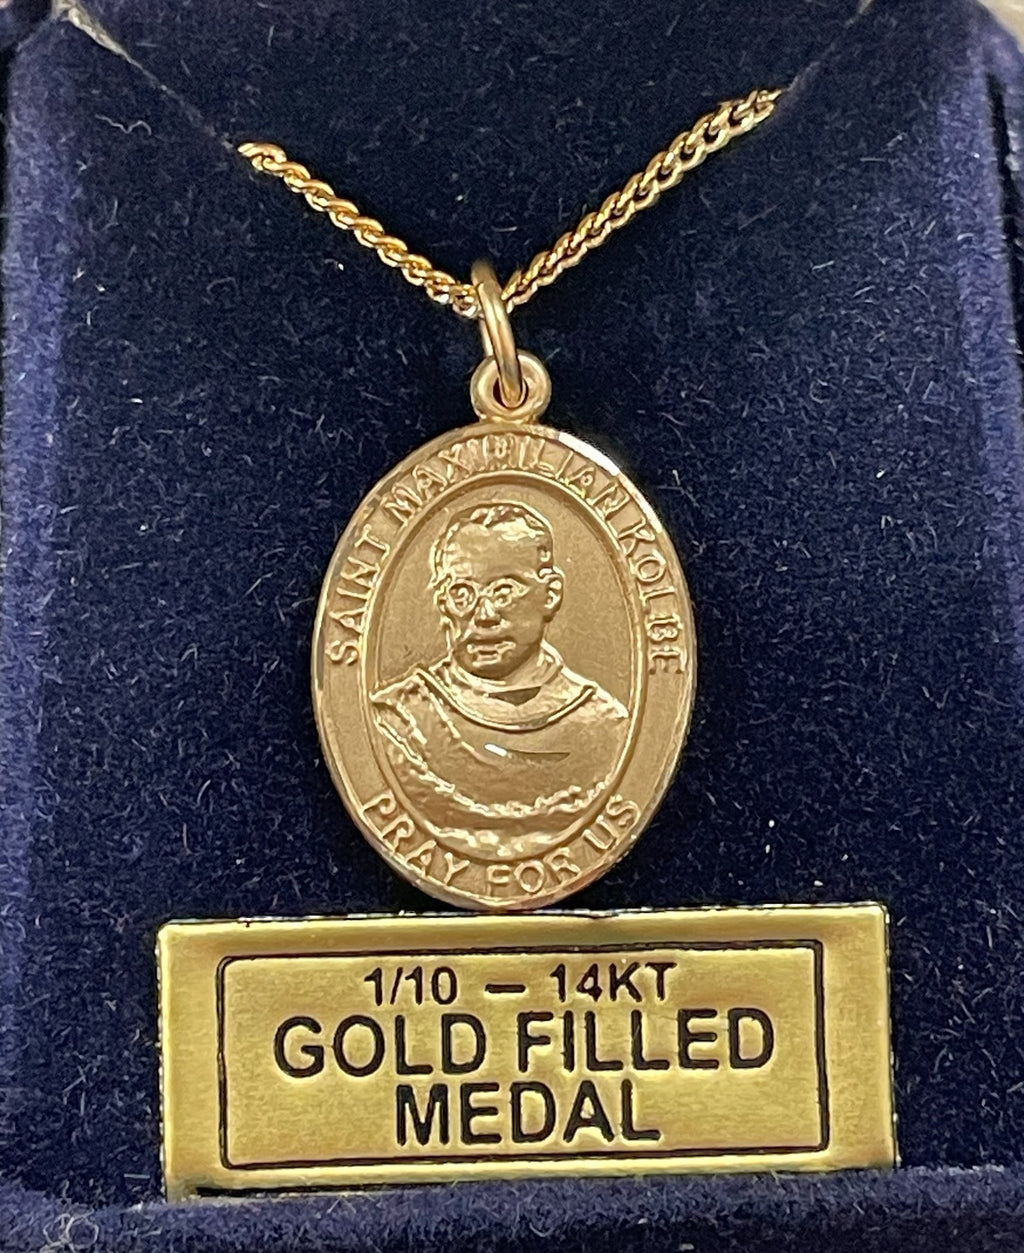 SAINT MAXIMILIAN KOLBE
PRAY FOR US
1/10 – 14KT
GOLD FILLED
MEDAL